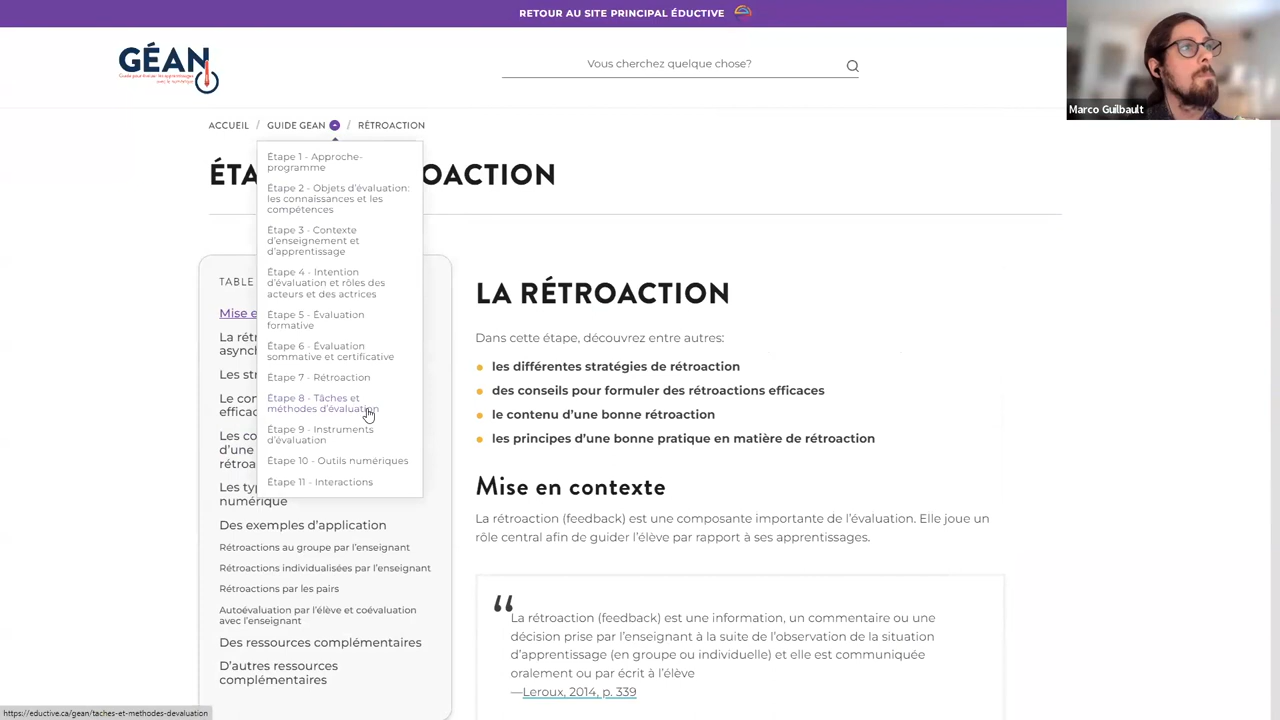 RETOUR AU SITE PRINCIPAL ÉDUCTIVE
GÉAN
Vous cherchez quelque chose?
Marco Guilbault
ACCUEIL / GUIDE GEAN / RÉTROACTION
ÉTA
OACTION
Étape 1 - Approche-
programme
Étape 2 - Objets d'évaluation:
les connaissances et les
compétences
Étape 3 - Contexte
d'enseignement et
d'apprentissage
Étape 4 - Intention
d'évaluation et rôles des
acteurs et des actrices
Étape 5 - Évaluation
formative
Étape 6 - Évaluation
sommative et certificative
Étape 7 - Rétroaction
Étape 8 - Tâches et
méthodes d'évaluation
Étape 9 - Instruments
d'évaluation
Étape 10 - Outils numériques
Étape 11 - Interactions
TABLE
Mise e
La rétr
asynch
Les str
Le con
efficac
Les co
d'une
rétroa
Les typ
numérique
Des exemples d'application
Rétroactions au groupe par l'enseignant
Rétroactions individualisées par l'enseignant
Rétroactions par les pairs
Autoévaluation par l'élève et coévaluation
avec l'enseignant
Des ressources complémentaires
D'autres ressources
complémentaires
LA RÉTROACTION
Dans cette étape, découvrez entre autres:
les différentes stratégies de rétroaction
des conseils pour formuler des rétroactions efficaces
le contenu d'une bonne rétroaction
les principes d'une bonne pratique en matière de rétroaction
Mise en contexte
La rétroaction (feedback) est une composante importante de l'évaluation. Elle joue un
rôle central afin de guider l'élève par rapport à ses apprentissages.
“
La rétroaction (feedback) est une information, un commentaire ou une
décision prise par l'enseignant à la suite de l'observation de la situation
d'apprentissage (en groupe ou individuelle) et elle est communiquée
oralement ou par écrit à l'élève
—Leroux, 2014, p. 339
https://eductive.ca/gean/taches-et-methodes-devaluation